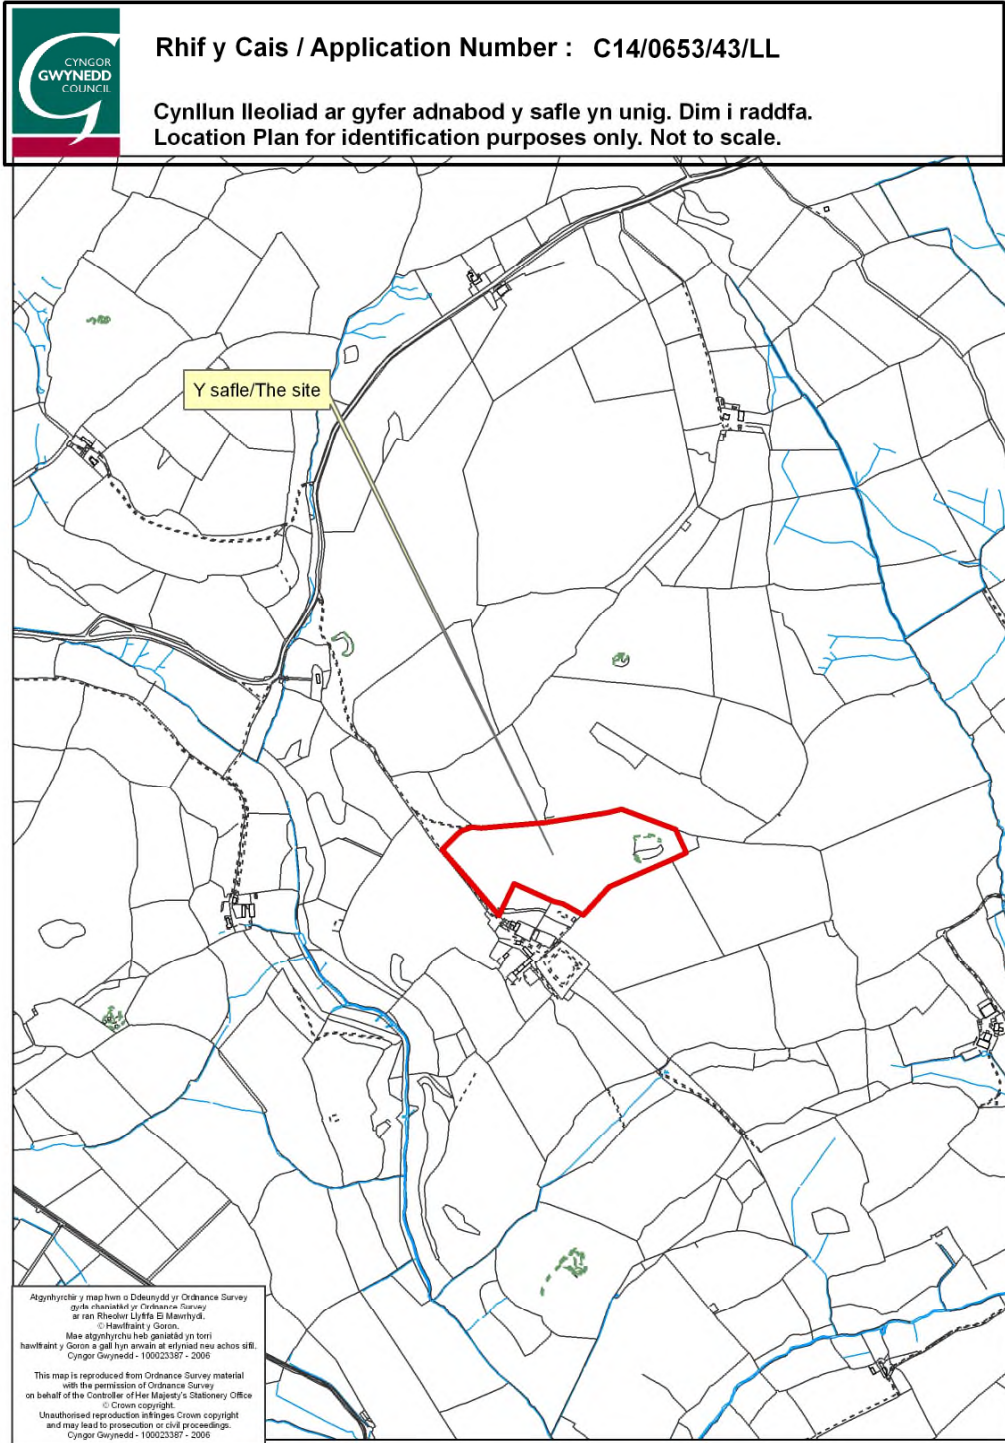 CYNGOR
GWYNEDD
COUNCIL
Rhif y Cais / Application Number : C14/0653/43/LL
Cynllun lleoliad ar gyfer adnabod y safle yn unig. Dim i raddfa.
Location Plan for identification purposes only. Not to scale.
Y safle/The site
Atgynhyrchir y map hwn o Ddeunydd yr Ordnance Survey
gyda chaniatâd yr Ordnance Survey
ar ran Rheolwr Llyfrfa Ei Mawrhydi.
© Hawlfraint y Goron.
Mae atgynhyrchu heb ganiatâd yn torri
hawlfraint y Goron a gall hyn arwain at erlyniad neu achos sifil.
Cyngor Gwynedd - 100023387 - 2006
This map is reproduced from Ordnance Survey material
with the permission of Ordnance Survey
on behalf of the Controller of Her Majesty's Stationery Office
© Crown copyright.
Unauthorised reproduction infringes Crown copyright
and may lead to prosecution or civil proceedings.
Cyngor Gwynedd - 100023387 - 2006